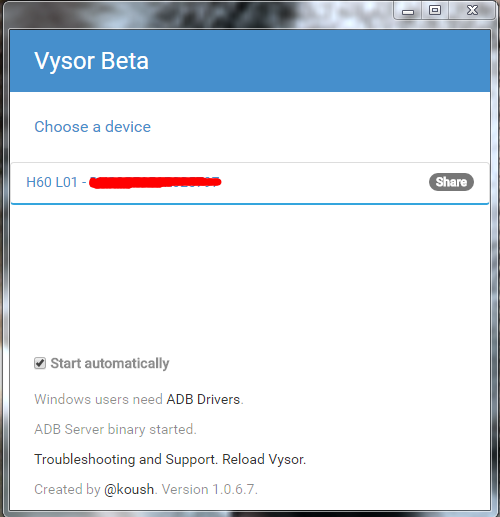 Vysor Beta
Choose a device
H60 L01 -
Share
Start automatically
Windows users need ADB Drivers.
ADB Server binary started.
Troubleshooting and Support. Reload Vysor.
Created by @koush. Version 1.0.6.7.